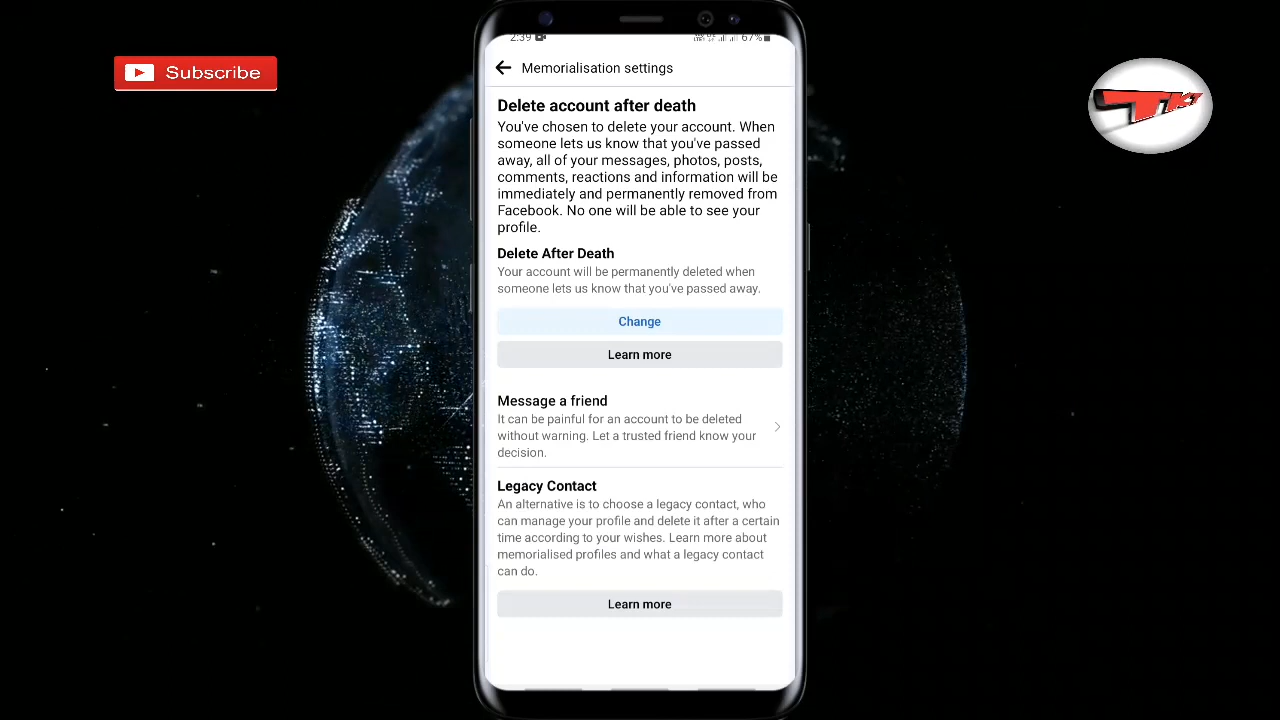 2:39
67%
Subscribe
TKT
Memorialisation settings
Delete account after death
You've chosen to delete your account. When
someone lets us know that you've passed
away, all of your messages, photos, posts,
comments, reactions and information will be
immediately and permanently removed from
Facebook. No one will be able to see your
profile.
Delete After Death
Your account will be permanently deleted when
someone lets us know that you've passed away.
Change
Learn more
Message a friend
It can be painful for an account to be deleted
without warning. Let a trusted friend know your
decision.
Legacy Contact
An alternative is to choose a legacy contact, who
can manage your profile and delete it after a certain
time according to your wishes. Learn more about
memorialised profiles and what a legacy contact
can do.
Learn more